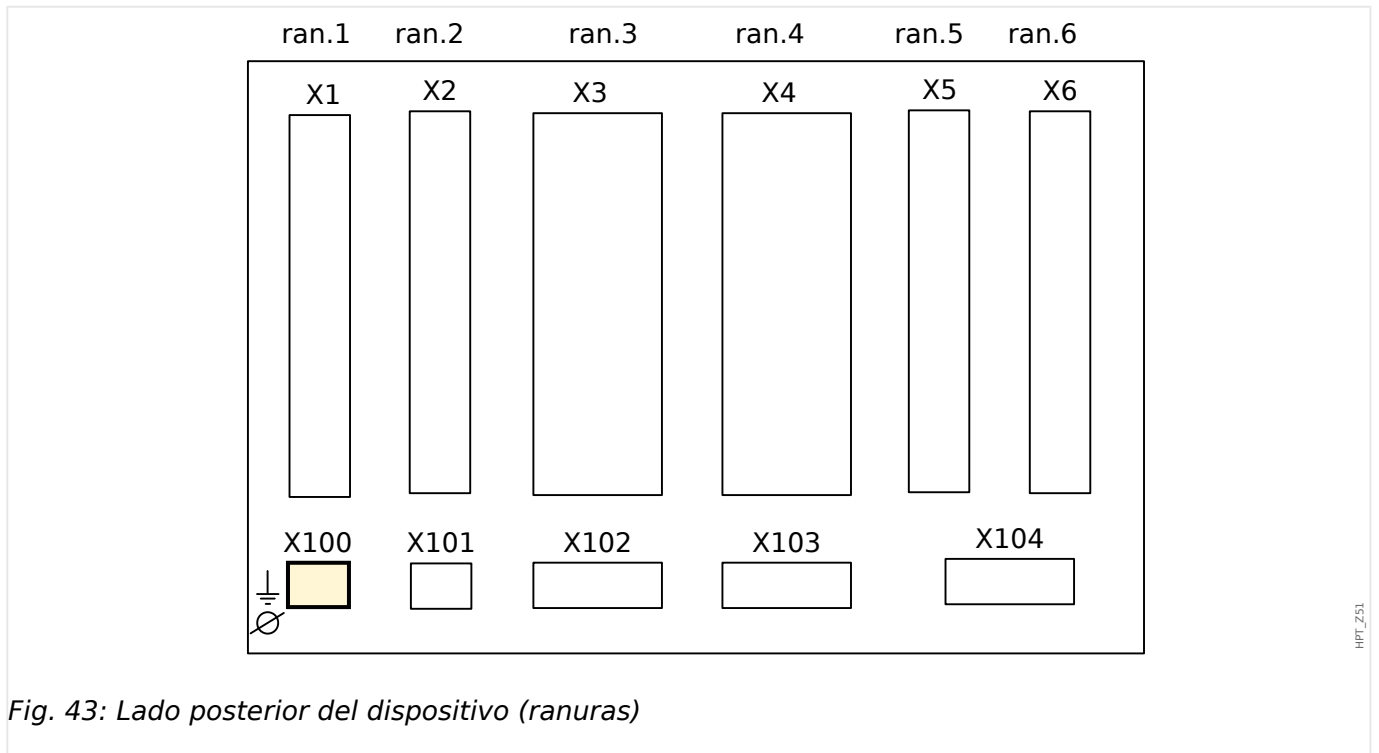 ran.1 ran.2 ran.3 ran.4 ran.5 ran.6
X1 X2 X3 X4 X5 X6
X100 X101 X102 X103 X104
HPT_Z51
Fig. 43: Lado posterior del dispositivo (ranuras)